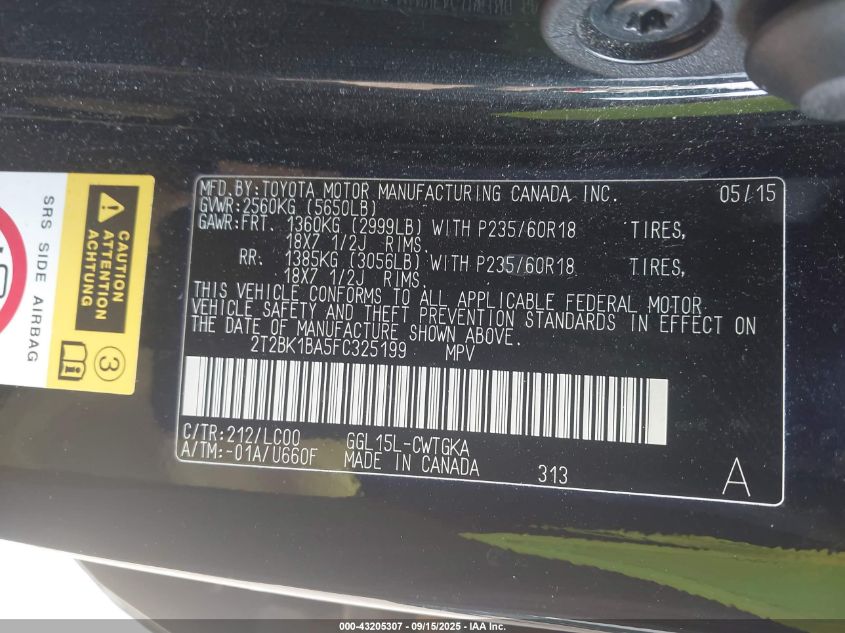 MFD.BY:TOYOTA MOTOR MANUFACTURING CANADA INC. 05/15
GVWR:2560KG (5650LB)
GAWR:FRT. 1360KG (2999LB) WITH P235/60R18 TIRES,
18X7 1/2J RIMS.
RR. 1385KG (3056LB) WITH P235/60R18 TIRES,
18X7 1/2J RIMS.
THIS VEHICLE CONFORMS TO ALL APPLICABLE FEDERAL MOTOR
VEHICLE SAFETY AND THEFT PREVENTION STANDARDS IN EFFECT ON
THE DATE OF MANUFACTURE SHOWN ABOVE.
2T2BK1BA5FC325199 MPV
C/TR:212/LC00 GGL15L-CWTGKA
A/TM:-01A/U660F MADE IN CANADA 313 A
SRS SIDE AIRBAG
ATTENTION
CAUTION
3
000-43205307 - 09/15/2025 - IAA Inc.